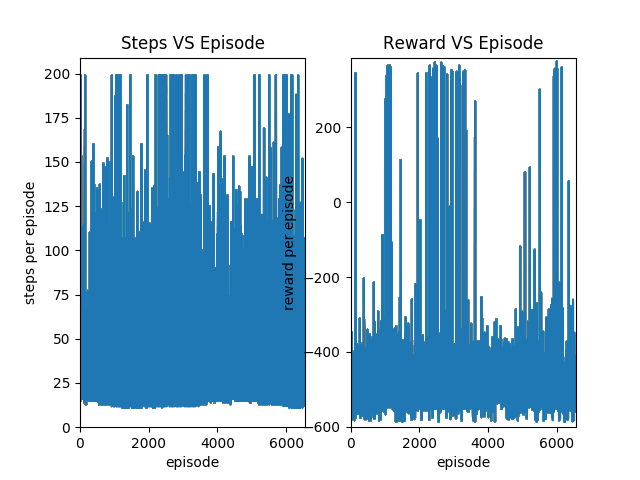 Steps VS Episode
steps per episode
200
175
150
125
100
75
50
25
0
0 2000 4000 6000
episode
Reward VS Episode
reward per episode
200
0
−200
−400
−600
0 2000 4000 6000
episode